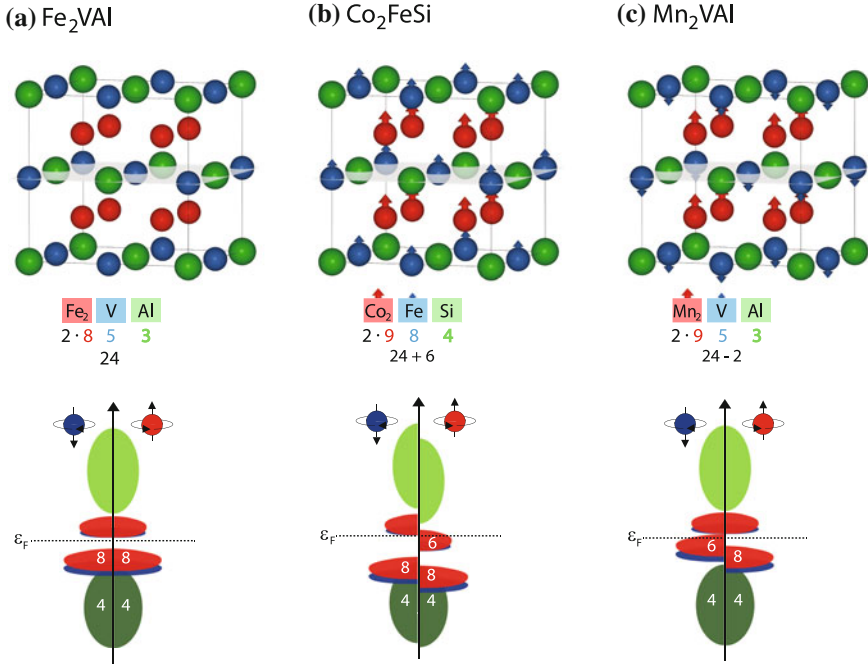 (a) Fe₂VAl
(b) Co₂FeSi
(c) Mn₂VAl
Fe₂ V Al
2 · 8 5 3
24
Co₂ Fe Si
2 · 9 8 4
24 + 6
Mn₂ V Al
2 · 9 5 3
24 - 2
εF
8 8
4 4
εF
6
8 8
4 4
εF
6 8
4 4